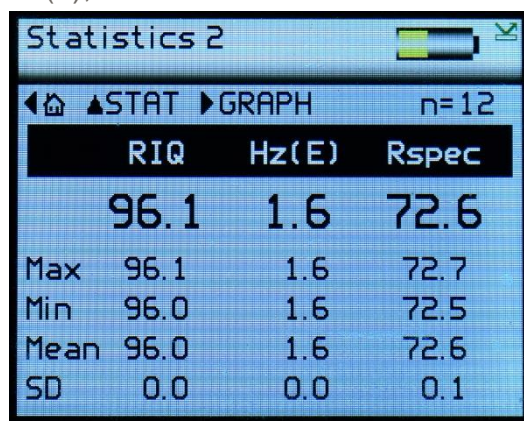 Statistics 2
STAT GRAPH n=12
RIQ Hz(E) Rspec
96.1 1.6 72.6
Max 96.1 1.6 72.7
Min 96.0 1.6 72.5
Mean 96.0 1.6 72.6
SD 0.0 0.0 0.1